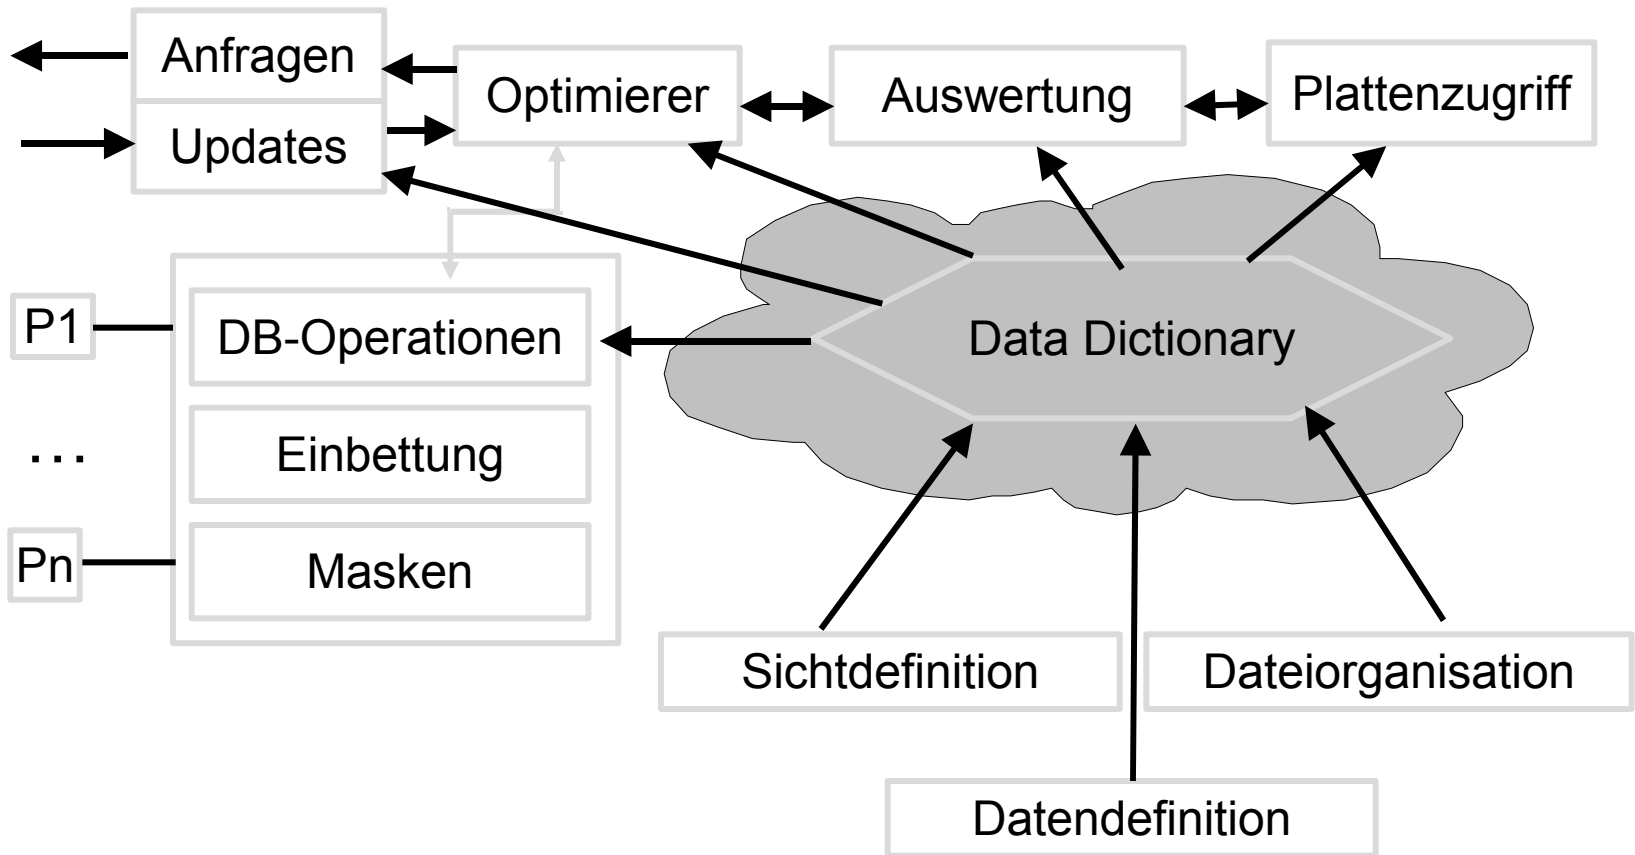 Anfragen
Updates
Optimierer
Auswertung
Plattenzugriff
P1
…
Pn
DB-Operationen
Einbettung
Masken
Data Dictionary
Sichtdefinition
Dateiorganisation
Datendefinition